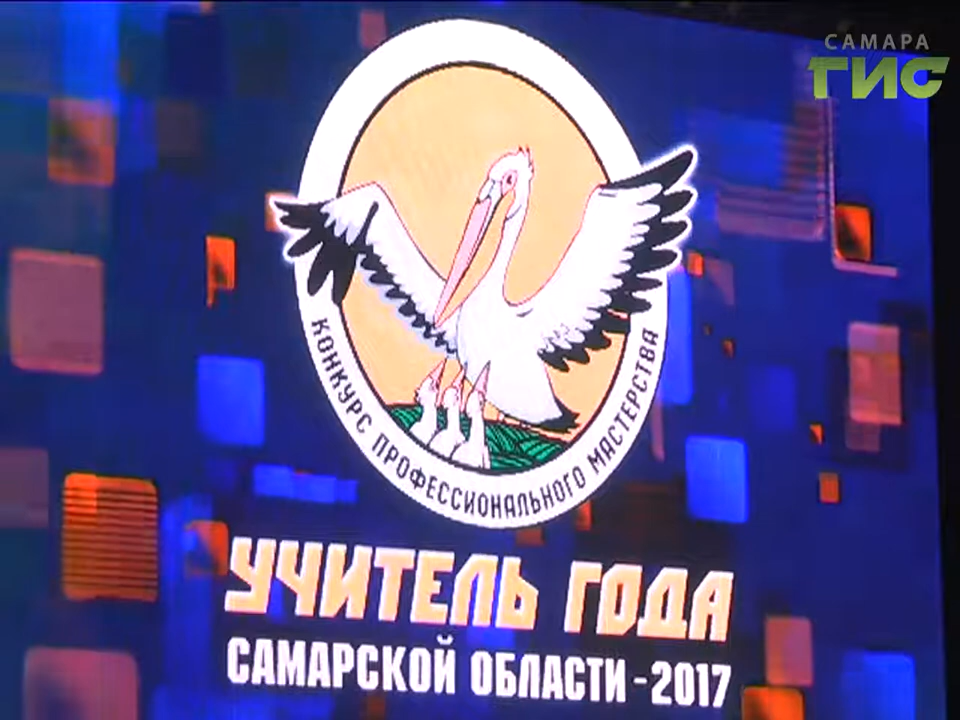 САМАРА
ГИС
КОНКУРС ПРОФЕССИОНАЛЬНОГО МАСТЕРСТВА
УЧИТЕЛЬ ГОДА
САМАРСКОЙ ОБЛАСТИ - 2017